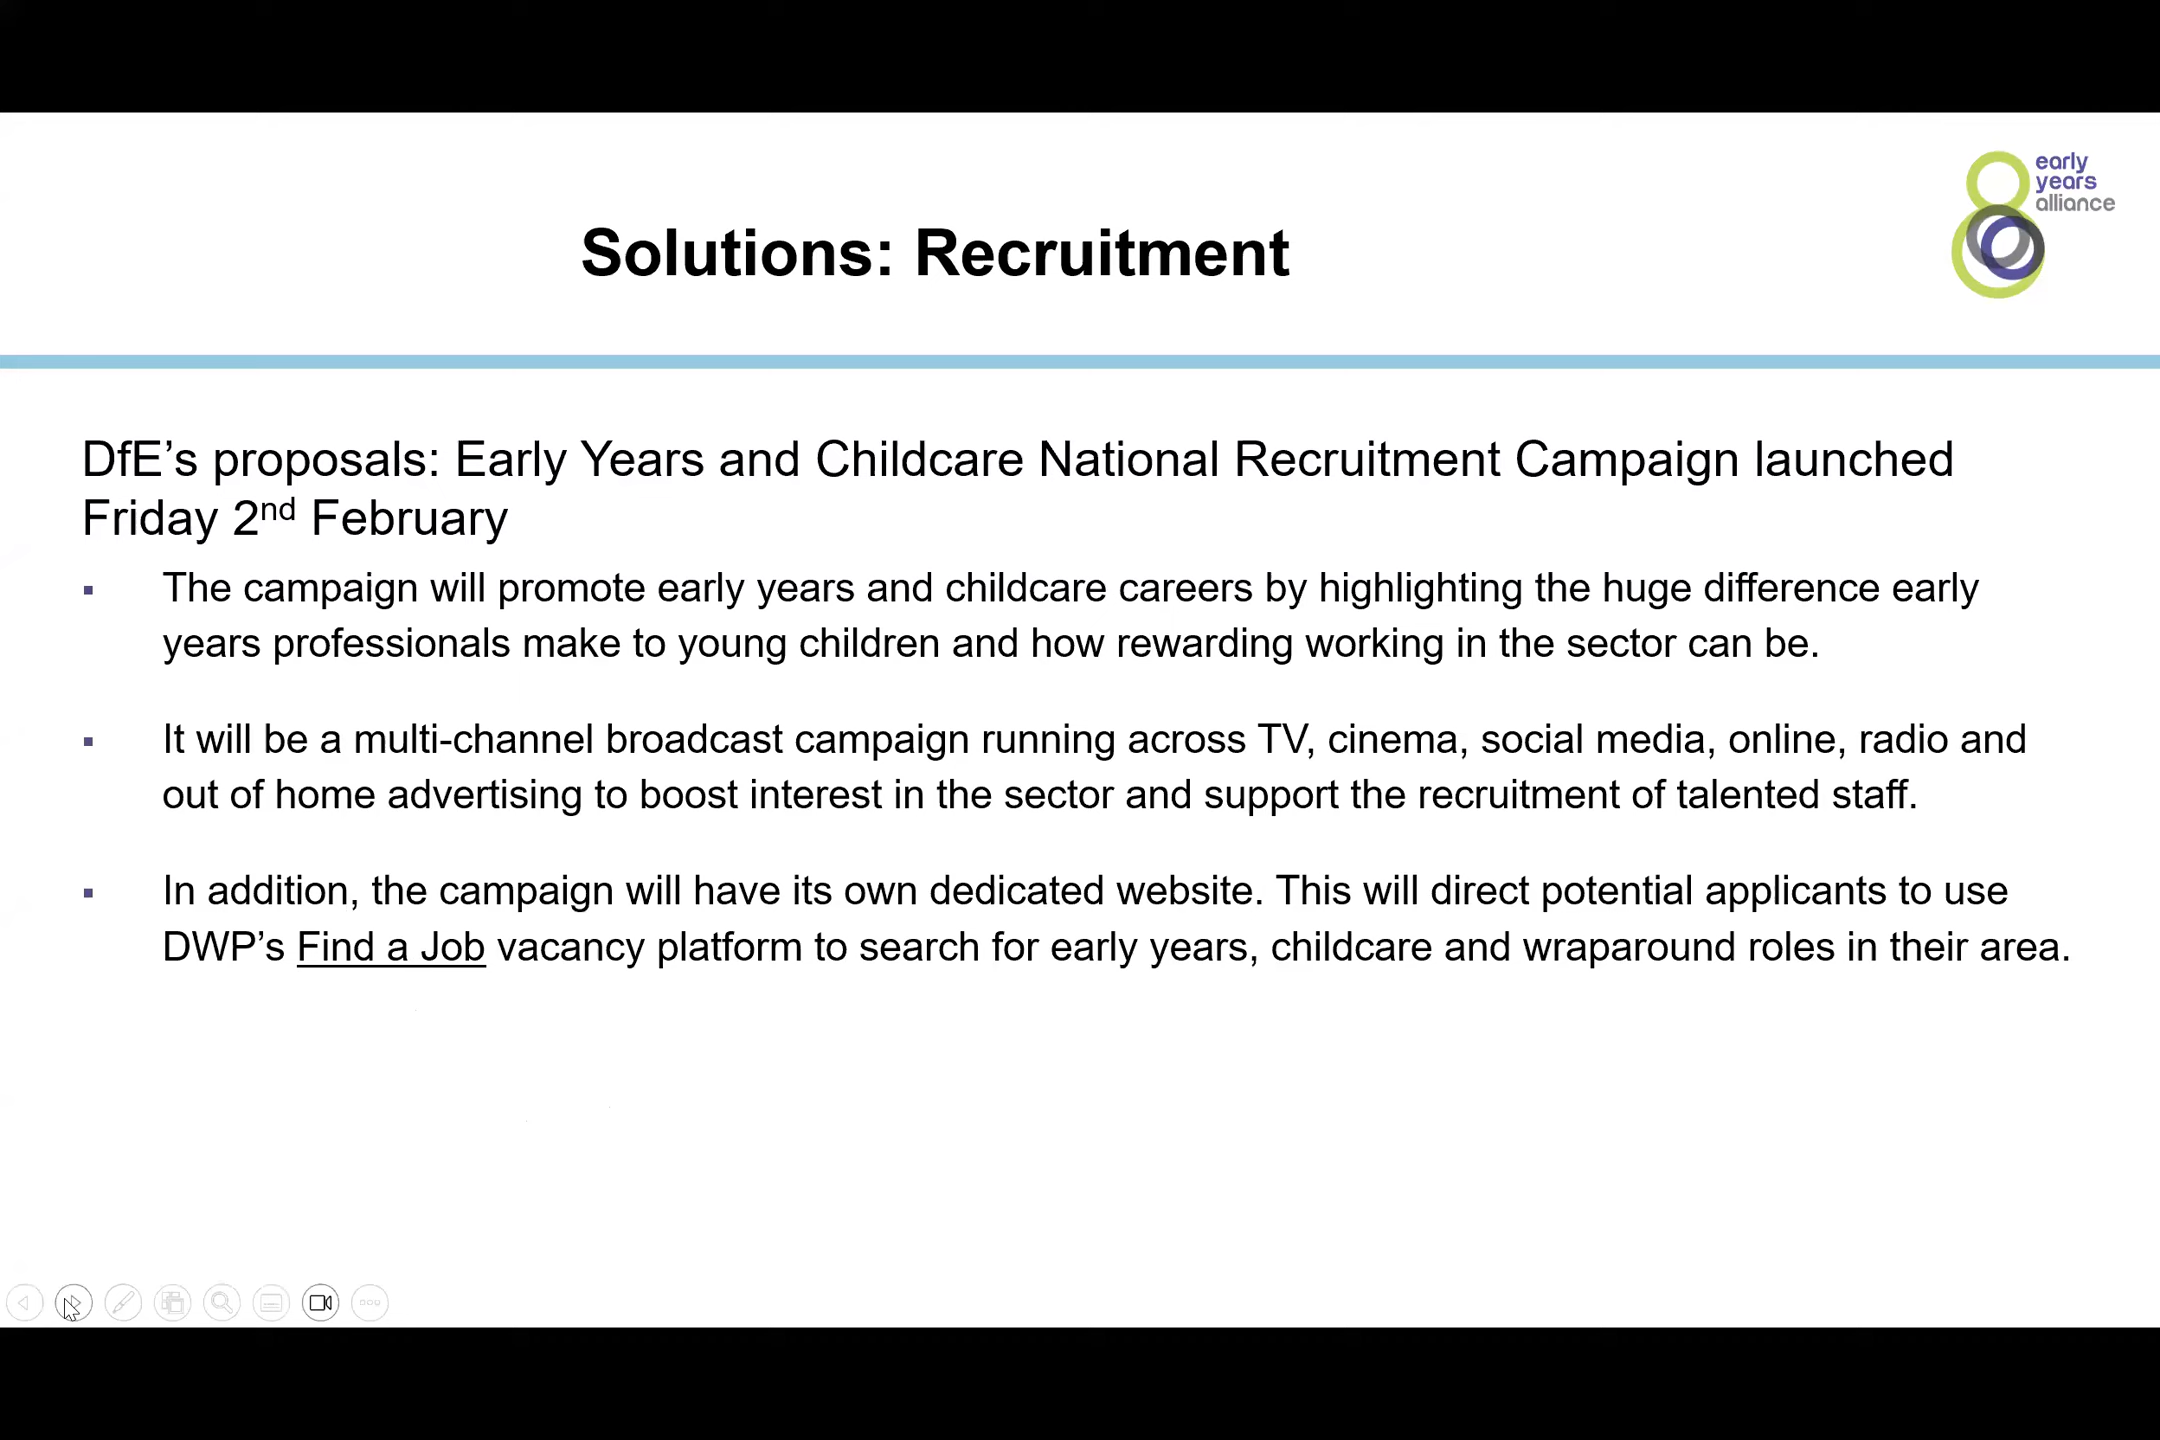 early
years
alliance
Solutions: Recruitment
DfE’s proposals: Early Years and Childcare National Recruitment Campaign launched
Friday 2nd February
▪ The campaign will promote early years and childcare careers by highlighting the huge difference early
years professionals make to young children and how rewarding working in the sector can be.
▪ It will be a multi-channel broadcast campaign running across TV, cinema, social media, online, radio and
out of home advertising to boost interest in the sector and support the recruitment of talented staff.
▪ In addition, the campaign will have its own dedicated website. This will direct potential applicants to use
DWP’s Find a Job vacancy platform to search for early years, childcare and wraparound roles in their area.